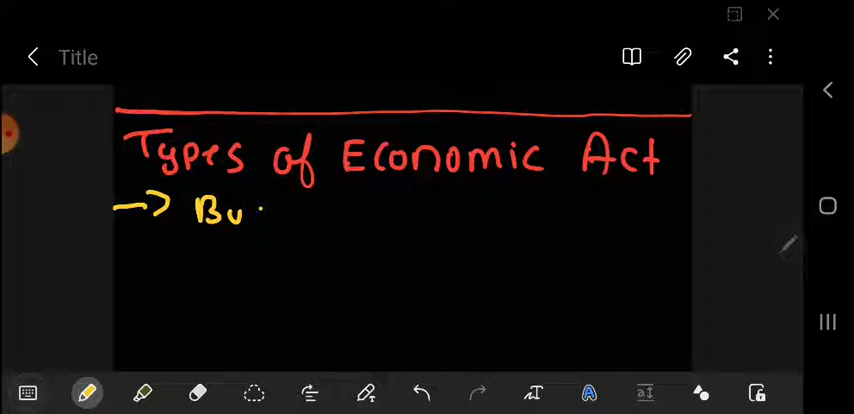 Title
Types of Economic Act
→ Bu